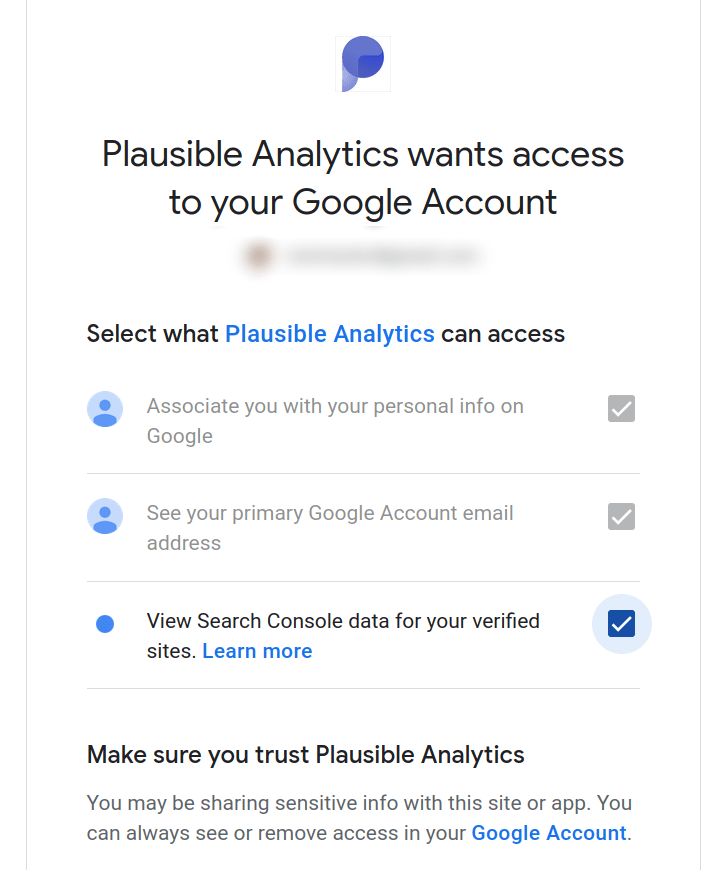 Plausible Analytics wants access
to your Google Account
Select what Plausible Analytics can access
Associate you with your personal info on
Google
See your primary Google Account email
address
View Search Console data for your verified
sites. Learn more
Make sure you trust Plausible Analytics
You may be sharing sensitive info with this site or app. You
can always see or remove access in your Google Account.